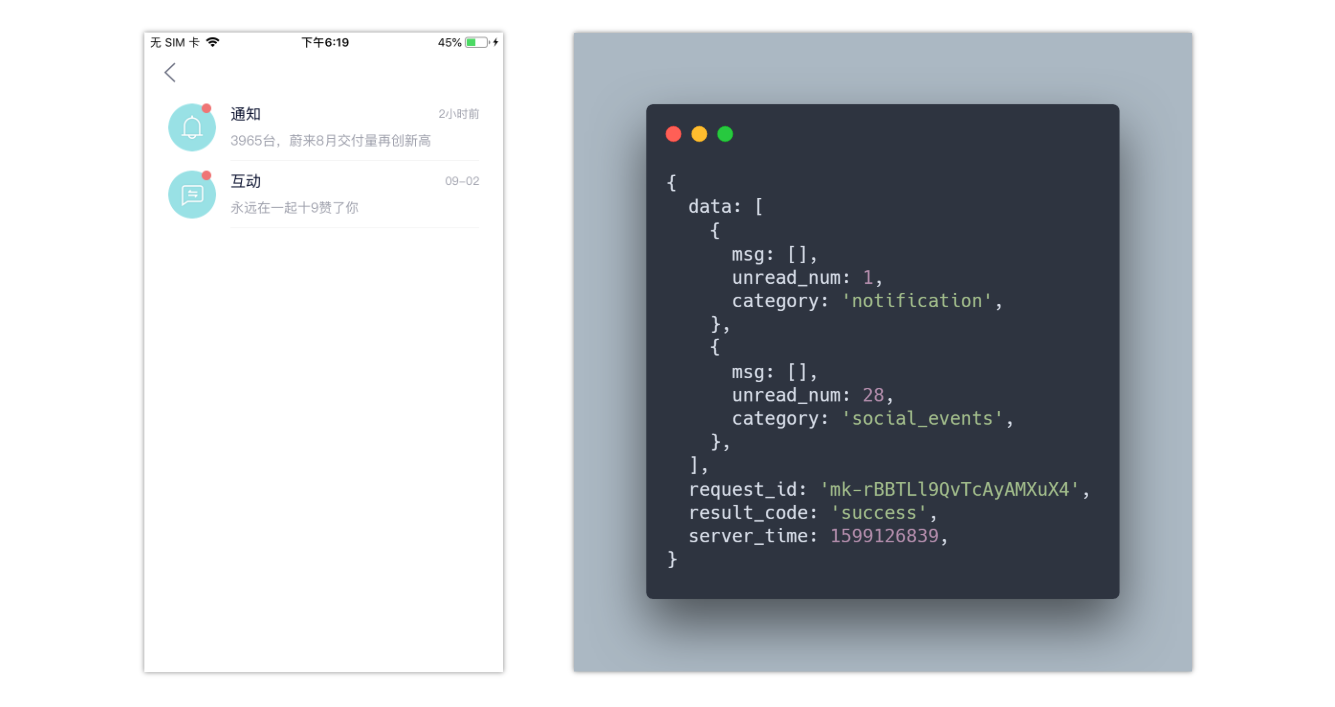 无 SIM 卡 下午6:19 45%
通知 2小时前
3965台，蔚来8月交付量再创新高
互动 09-02
永远在一起十9赞了你
{
  data: [
    {
      msg: [],
      unread_num: 1,
      category: 'notification',
    },
    {
      msg: [],
      unread_num: 28,
      category: 'social_events',
    },
  ],
  request_id: 'mk-rBBTLl9QvTcAyAMXuX4',
  result_code: 'success',
  server_time: 1599126839,
}